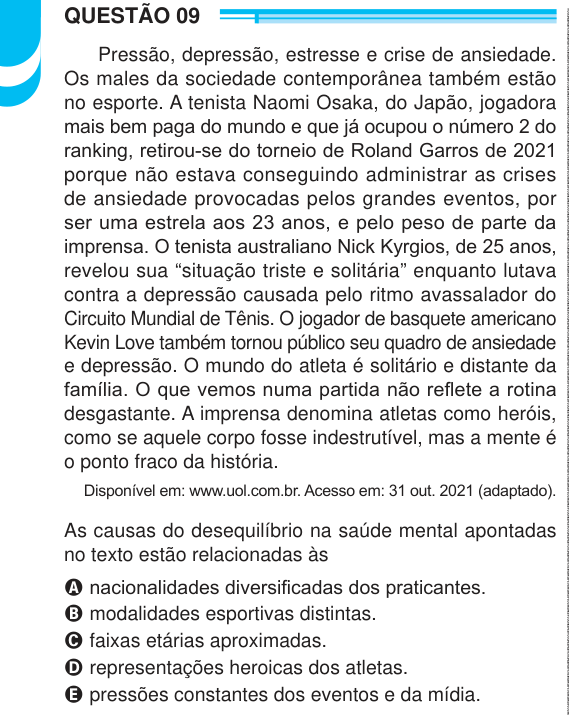 QUESTÃO 09
Pressão, depressão, estresse e crise de ansiedade.
Os males da sociedade contemporânea também estão
no esporte. A tenista Naomi Osaka, do Japão, jogadora
mais bem paga do mundo e que já ocupou o número 2 do
ranking, retirou-se do torneio de Roland Garros de 2021
porque não estava conseguindo administrar as crises
de ansiedade provocadas pelos grandes eventos, por
ser uma estrela aos 23 anos, e pelo peso de parte da
imprensa. O tenista australiano Nick Kyrgios, de 25 anos,
revelou sua “situação triste e solitária” enquanto lutava
contra a depressão causada pelo ritmo avassalador do
Circuito Mundial de Tênis. O jogador de basquete americano
Kevin Love também tornou público seu quadro de ansiedade
e depressão. O mundo do atleta é solitário e distante da
família. O que vemos numa partida não reflete a rotina
desgastante. A imprensa denomina atletas como heróis,
como se aquele corpo fosse indestrutível, mas a mente é
o ponto fraco da história.
Disponível em: www.uol.com.br. Acesso em: 31 out. 2021 (adaptado).
As causas do desequilíbrio na saúde mental apontadas
no texto estão relacionadas às
A nacionalidades diversificadas dos praticantes.
B modalidades esportivas distintas.
C faixas etárias aproximadas.
D representações heroicas dos atletas.
E pressões constantes dos eventos e da mídia.